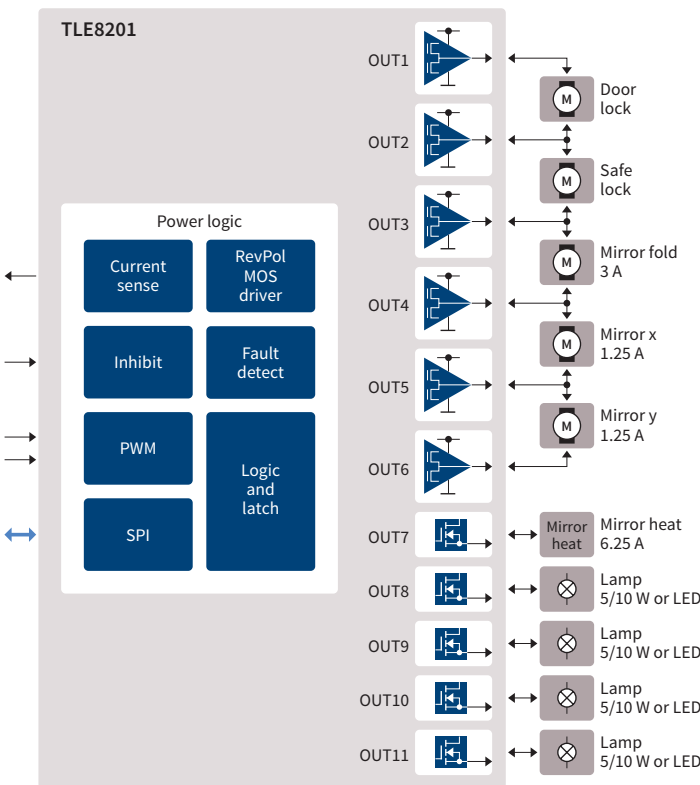 TLE8201
Power logic
Current
sense
RevPol
MOS
driver
Inhibit
Fault
detect
PWM
Logic
and
latch
SPI
OUT1
OUT2
OUT3
OUT4
OUT5
OUT6
OUT7
OUT8
OUT9
OUT10
OUT11
M
Door
lock
M
Safe
lock
M
Mirror fold
3 A
M
Mirror x
1.25 A
M
Mirror y
1.25 A
Mirror
heat
Mirror heat
6.25 A
Lamp
5/10 W or LED
Lamp
5/10 W or LED
Lamp
5/10 W or LED
Lamp
5/10 W or LED